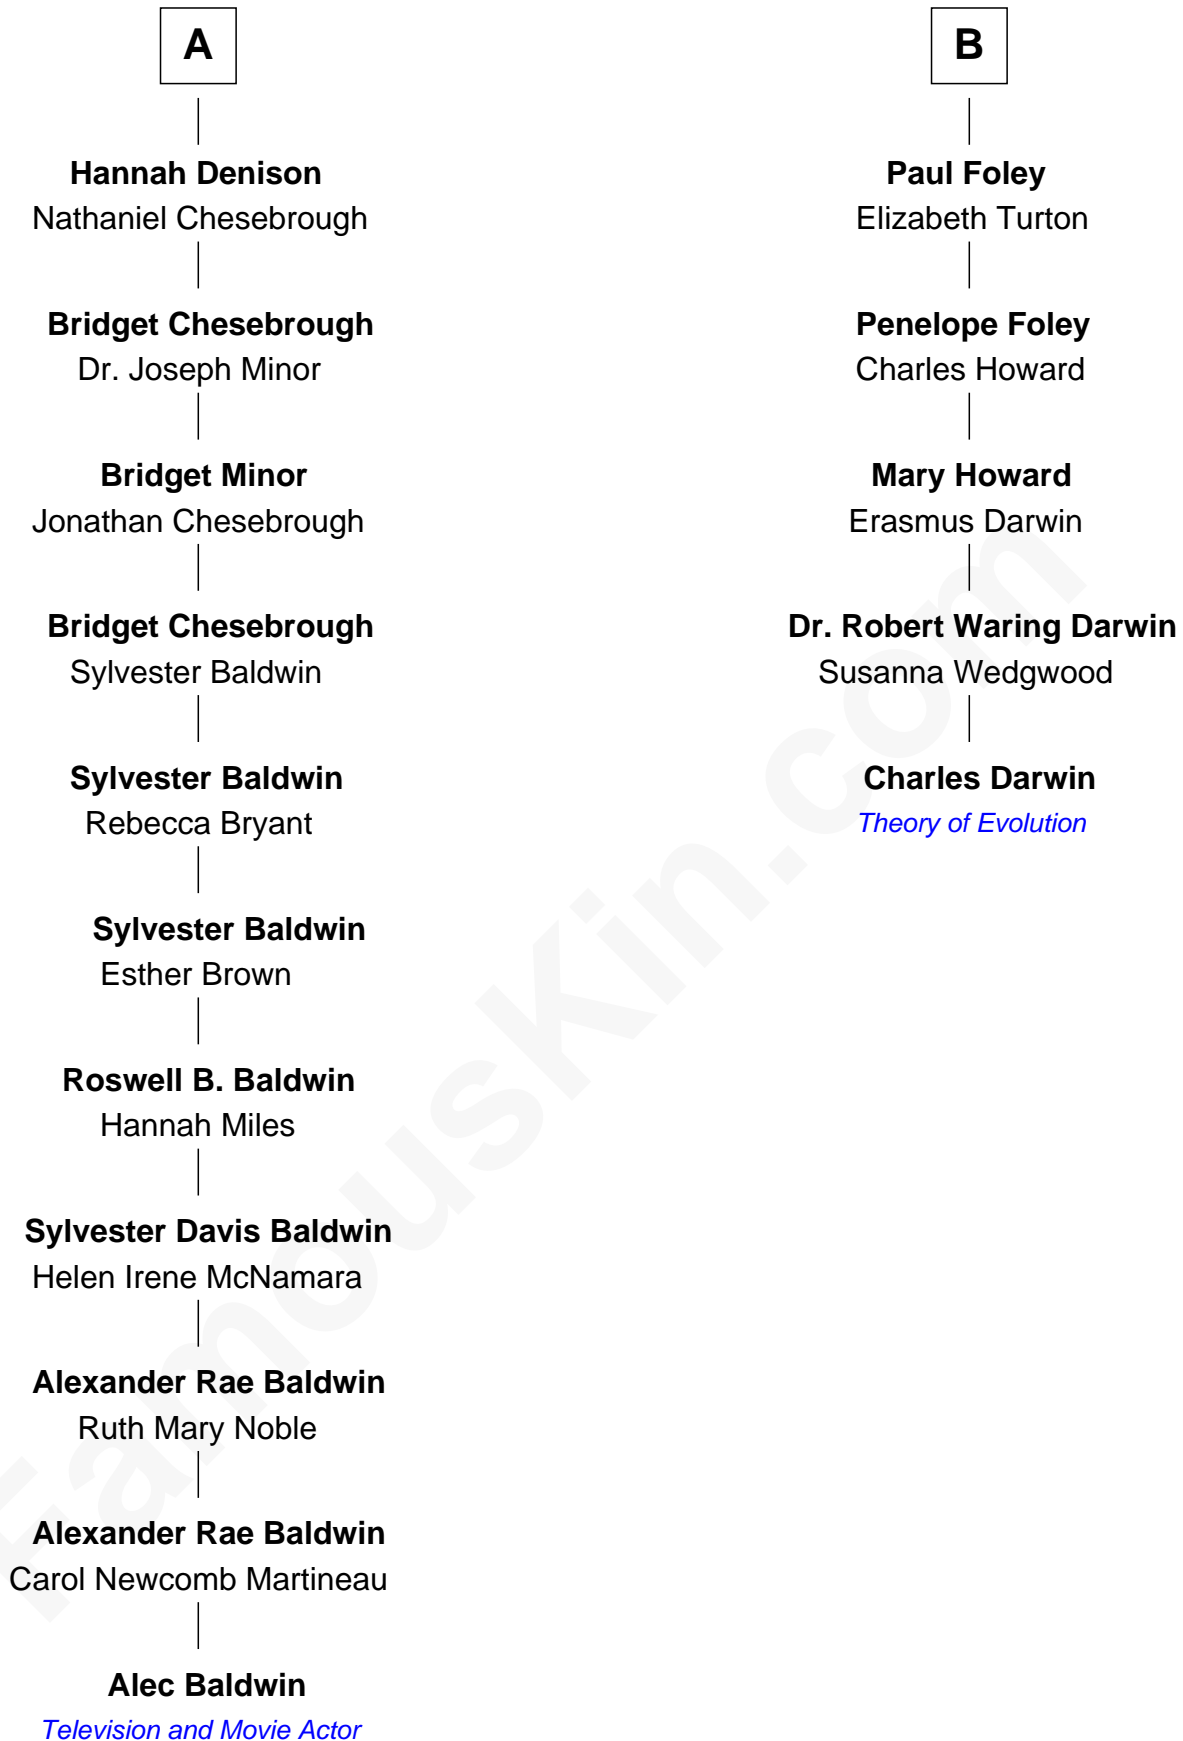 A
Hannah Denison
Nathaniel Chesebrough
Bridget Chesebrough
Dr. Joseph Minor
Bridget Minor
Jonathan Chesebrough
Bridget Chesebrough
Sylvester Baldwin
Sylvester Baldwin
Rebecca Bryant
Sylvester Baldwin
Esther Brown
Roswell B. Baldwin
Hannah Miles
Sylvester Davis Baldwin
Helen Irene McNamara
Alexander Rae Baldwin
Ruth Mary Noble
Alexander Rae Baldwin
Carol Newcomb Martineau
Alec Baldwin
Television and Movie Actor
B
Paul Foley
Elizabeth Turton
Penelope Foley
Charles Howard
Mary Howard
Erasmus Darwin
Dr. Robert Waring Darwin
Susanna Wedgwood
Charles Darwin
Theory of Evolution
FamousKin.com